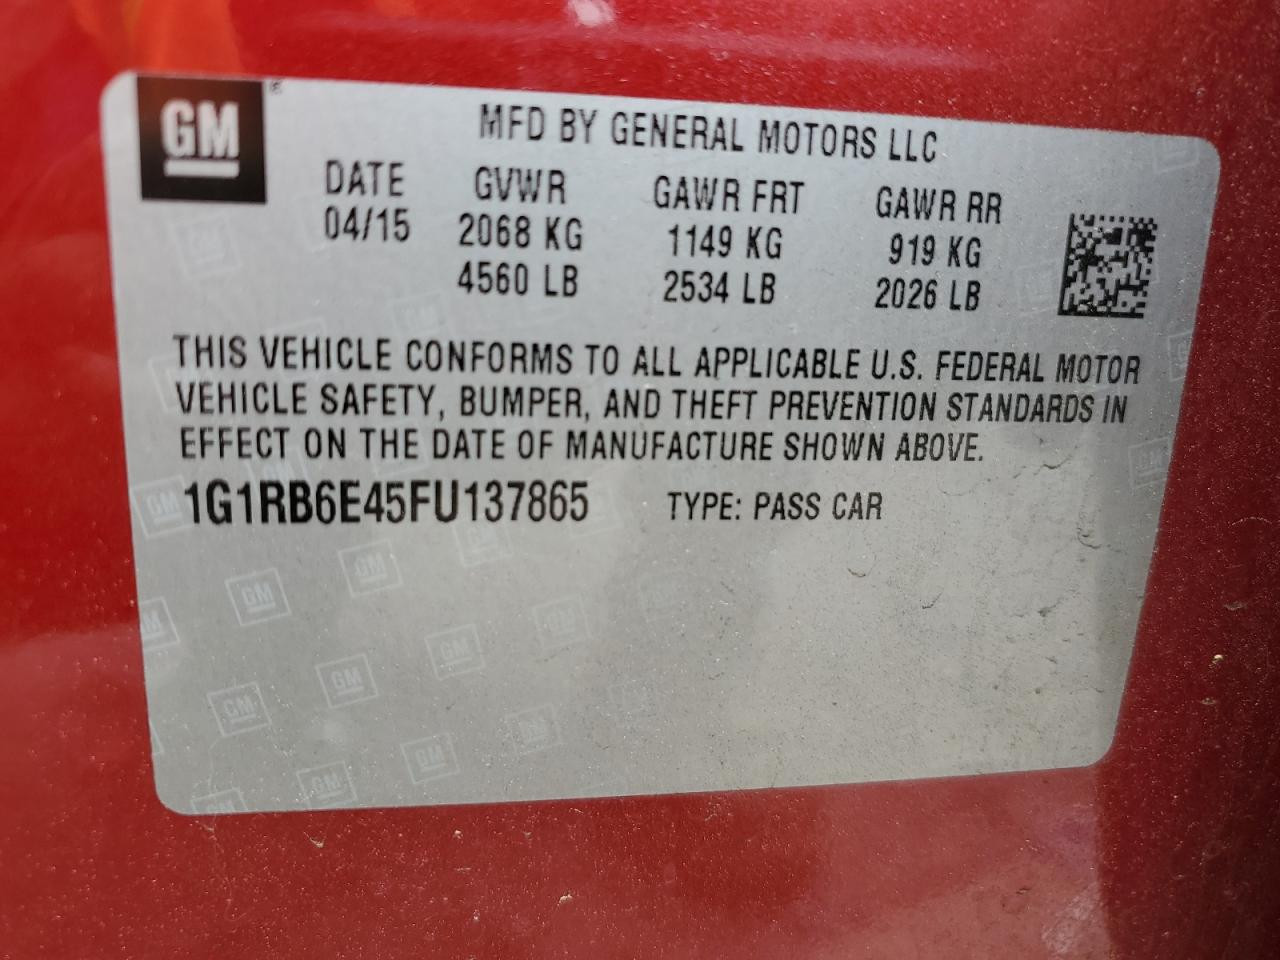 GM
MFD BY GENERAL MOTORS LLC
DATE GVWR GAWR FRT GAWR RR
04/15 2068 KG 1149 KG 919 KG
4560 LB 2534 LB 2026 LB
THIS VEHICLE CONFORMS TO ALL APPLICABLE U.S. FEDERAL MOTOR
VEHICLE SAFETY, BUMPER, AND THEFT PREVENTION STANDARDS IN
EFFECT ON THE DATE OF MANUFACTURE SHOWN ABOVE.
1G1RB6E45FU137865 TYPE: PASS CAR